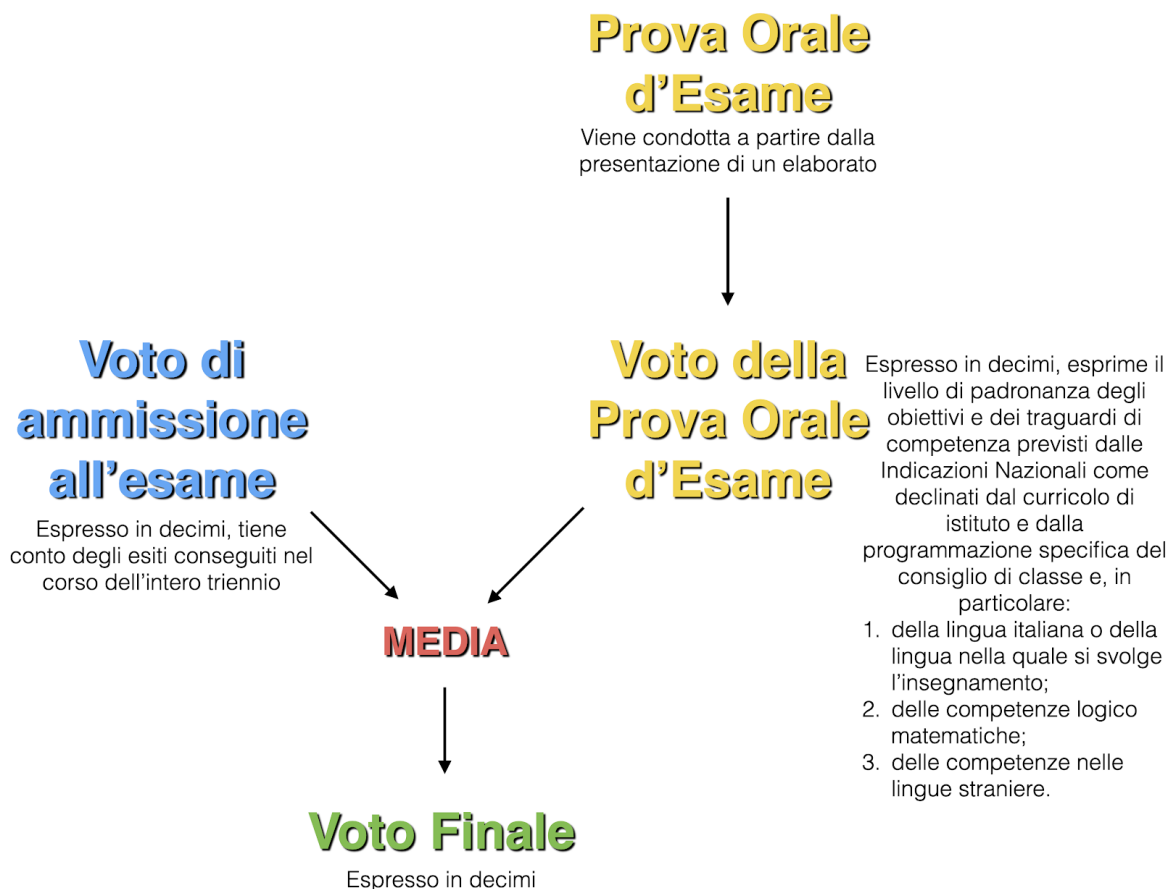 Prova Orale
d’Esame
Viene condotta a partire dalla
presentazione di un elaborato
Voto di
ammissione
all’esame
Espresso in decimi, tiene
conto degli esiti conseguiti nel
corso dell’intero triennio
Voto della
Prova Orale
d’Esame
Espresso in decimi, esprime il
livello di padronanza degli
obiettivi e dei traguardi di
competenza previsti dalle
Indicazioni Nazionali come
declinati dal curricolo di
istituto e dalla
programmazione specifica del
consiglio di classe e, in
particolare:
1. della lingua italiana o della
lingua nella quale si svolge
l’insegnamento;
2. delle competenze logico
matematiche;
3. delle competenze nelle
lingue straniere.
MEDIA
Voto Finale
Espresso in decimi